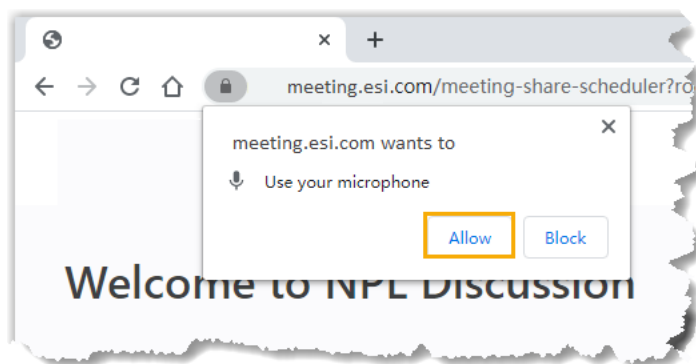 meeting.esi.com/meeting-share-scheduler?ro
meeting.esi.com wants to
Use your microphone
Allow Block
Welcome to NPL Discussion